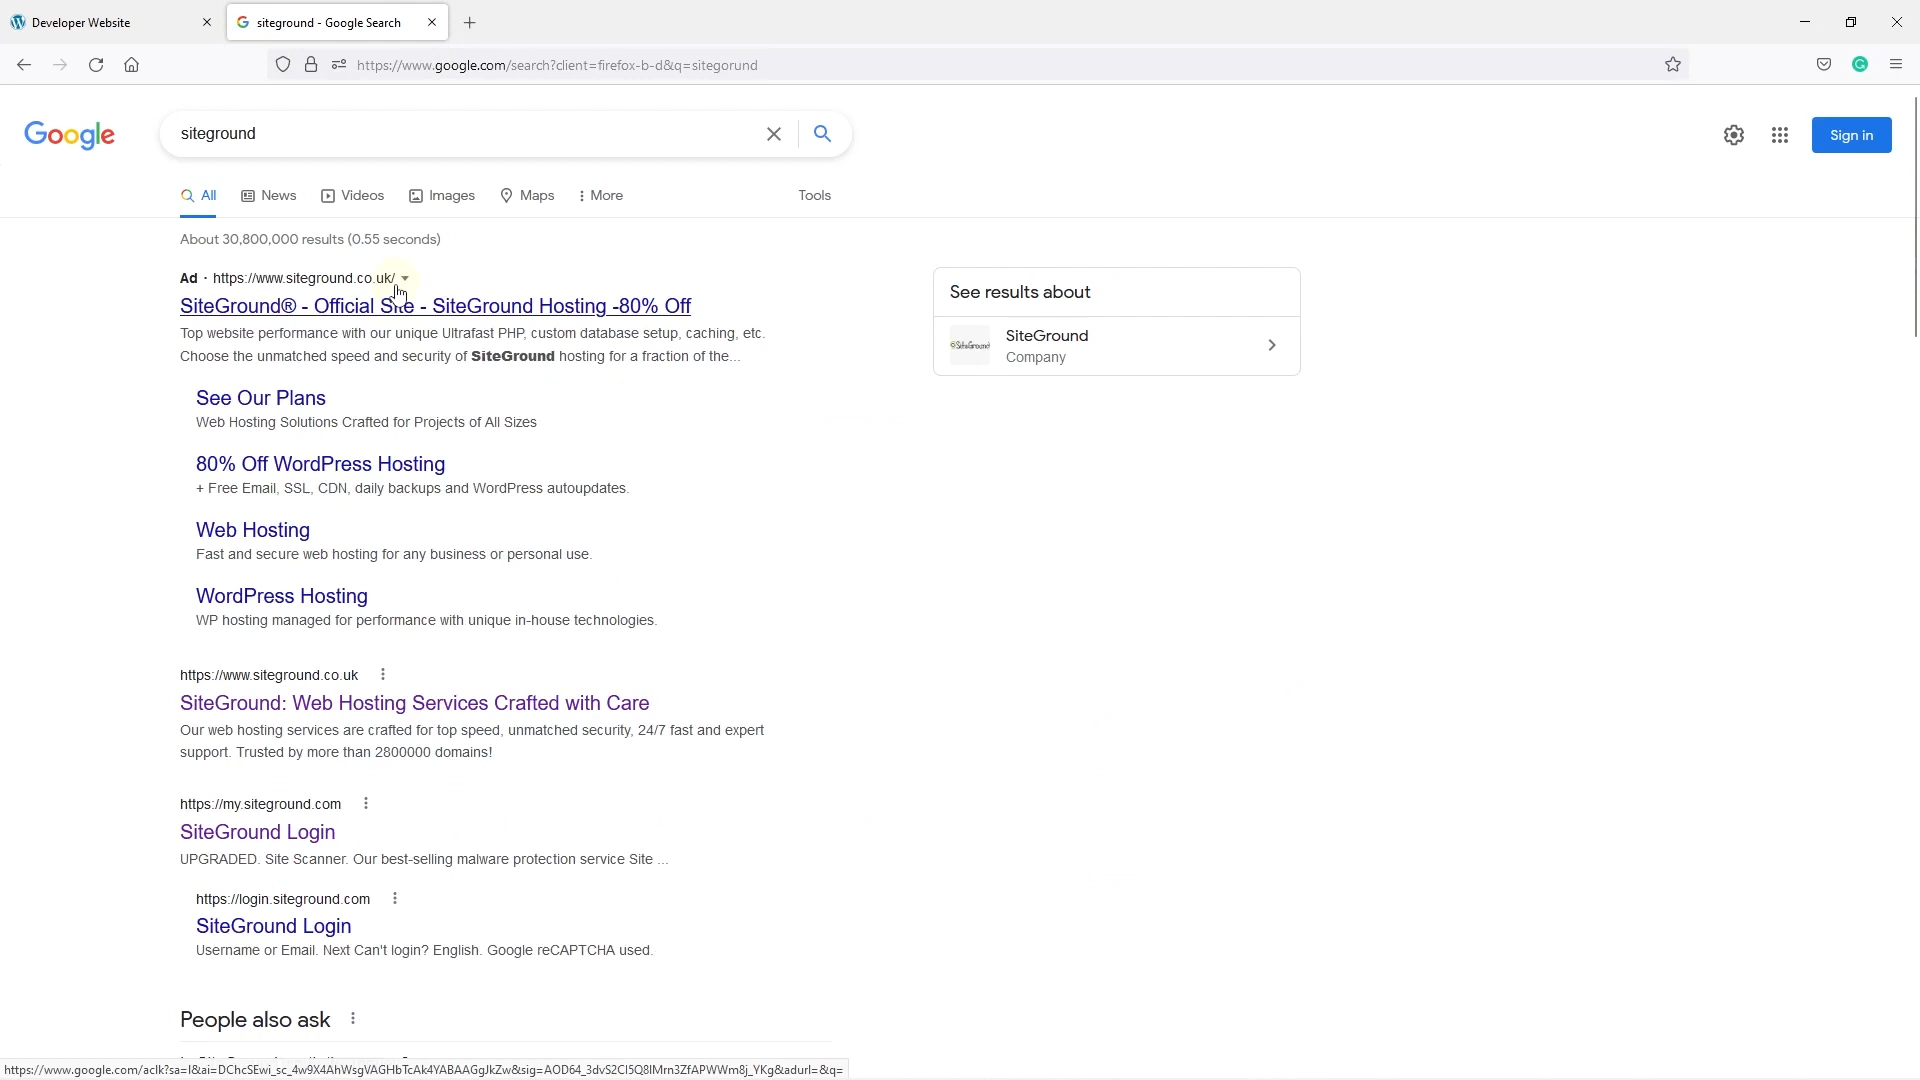 Developer Website
siteground - Google Search
https://www.google.com/search?client=firefox-b-d&q=sitegorund
Google
siteground
Sign in
All
News
Videos
Images
Maps
More
Tools
About 30,800,000 results (0.55 seconds)
Ad · https://www.siteground.co.uk/
SiteGround® - Official Site - SiteGround Hosting -80% Off
Top website performance with our unique Ultrafast PHP, custom database setup, caching, etc.
Choose the unmatched speed and security of SiteGround hosting for a fraction of the...
See Our Plans
Web Hosting Solutions Crafted for Projects of All Sizes
80% Off WordPress Hosting
+ Free Email, SSL, CDN, daily backups and WordPress autoupdates.
Web Hosting
Fast and secure web hosting for any business or personal use.
WordPress Hosting
WP hosting managed for performance with unique in-house technologies.
https://www.siteground.co.uk
SiteGround: Web Hosting Services Crafted with Care
Our web hosting services are crafted for top speed, unmatched security, 24/7 fast and expert
support. Trusted by more than 2800000 domains!
https://my.siteground.com
SiteGround Login
UPGRADED. Site Scanner. Our best-selling malware protection service Site ...
https://login.siteground.com
SiteGround Login
Username or Email. Next Can't login? English. Google reCAPTCHA used.
People also ask
See results about
SiteGround
SiteGround
Company